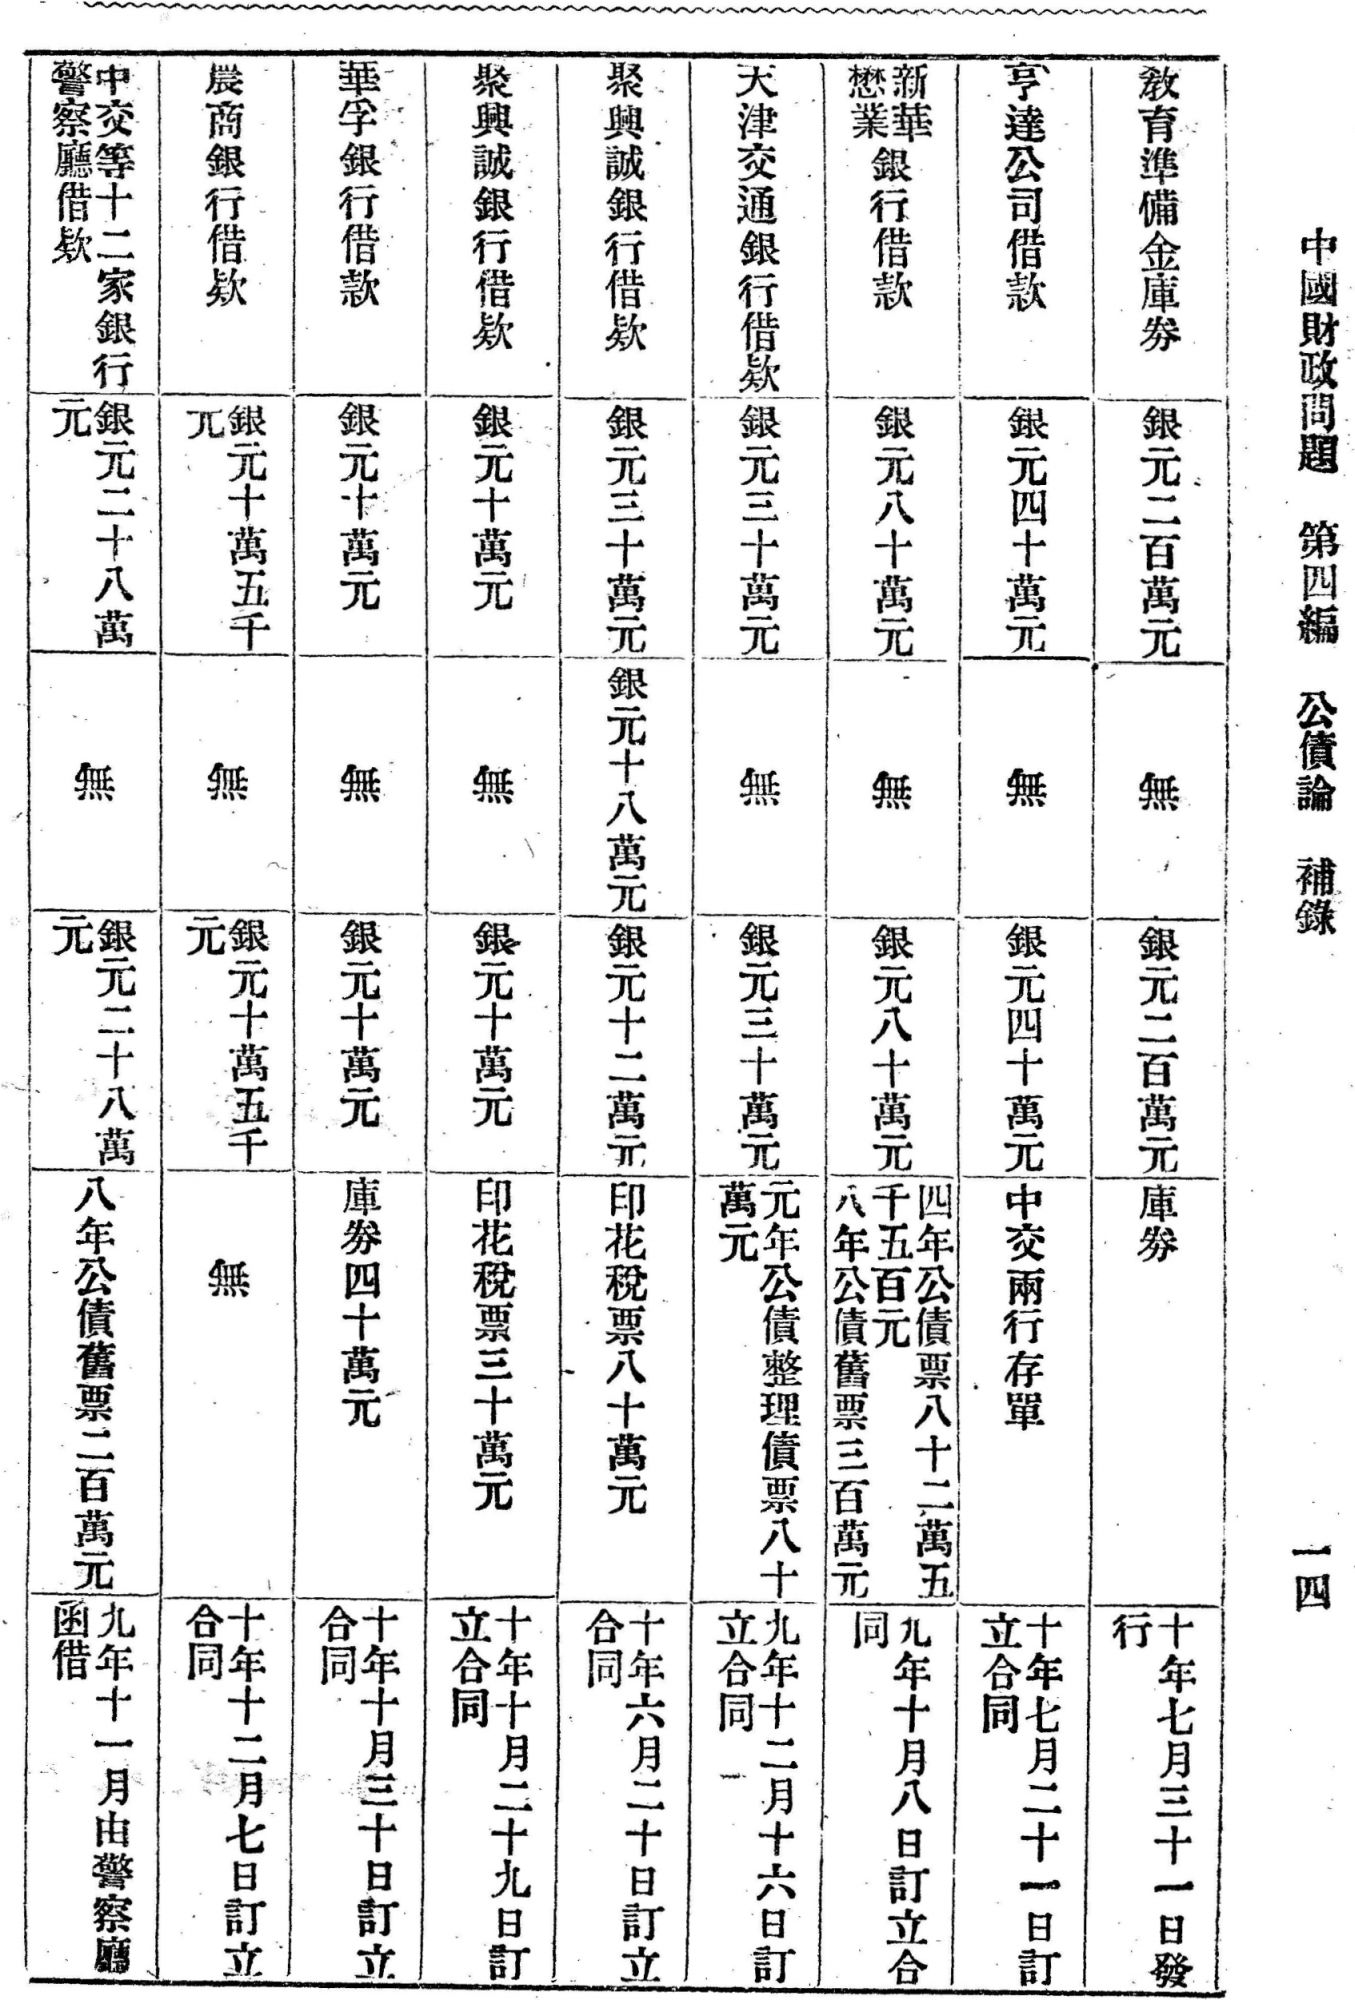 中國財政問題　第四編　公債論　補錄　一四
教育準備金庫券
銀元二百萬元
無
銀元二百萬元
庫券
十年七月三十一日發
行
亨達公司借款
銀元四十萬元
無
銀元四十萬元
中交兩行存單
十年七月二十一日訂
立合同
新華
懋業
銀行借款
銀元八十萬元
無
銀元八十萬元
四年公債票八十二萬五
千五百元
八年公債舊票三百萬元
九年十月八日訂立合
同
天津交通銀行借欵
銀元三十萬元
無
銀元三十萬元
元年公債整理債票八十
萬元
九年十二月十六日訂
立合同
聚興誠銀行借欵
銀元三十萬元
銀元十八萬元
銀元十二萬元
印花稅票八十萬元
十年六月二十日訂立
合同
聚興誠銀行借欵
銀元十萬元
無
銀元十萬元
印花稅票三十萬元
十年十月二十九日訂
立合同
華孚銀行借款
銀元十萬元
無
銀元十萬元
庫券四十萬元
十年十月三十日訂立
合同
農商銀行借欵
銀元十萬五千
元
無
銀元十萬五千
元
無
十年十二月七日訂立
合同
中交等十二家銀行
警察廳借欵
銀元二十八萬
元
無
銀元二十八萬
元
八年公債舊票二百萬元
九年十一月由警察廳
函借